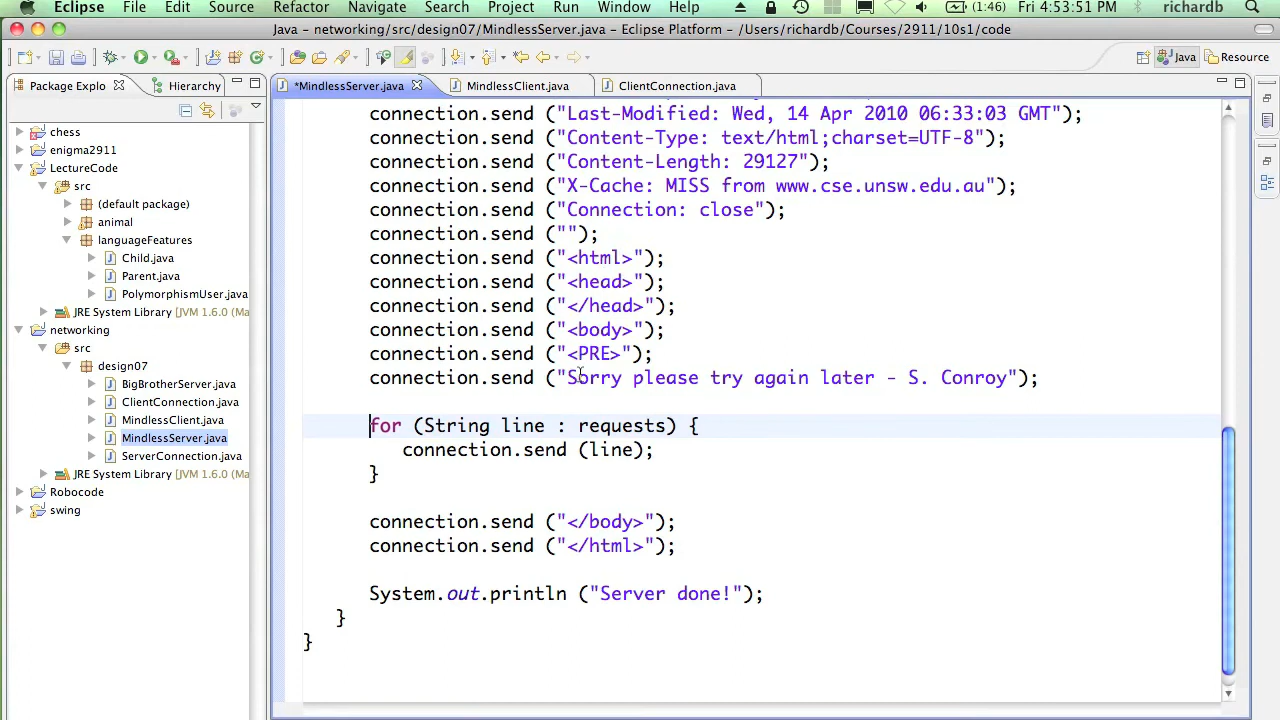 Eclipse File Edit Source Refactor Navigate Search Project Run Window Help (1:46) Fri 4:53:51 PM richardb
Java - networking/src/design07/MindlessServer.java - Eclipse Platform - /Users/richardb/Courses/2911/10s1/code
Java Resource
Package Explo Hierarchy
*MindlessServer.java MindlessClient.java ClientConnection.java
chess
enigma2911
LectureCode
src
(default package)
animal
languageFeatures
Child.java
Parent.java
PolymorphismUser.java
JRE System Library [JVM 1.6.0 (Mac
networking
src
design07
BigBrotherServer.java
ClientConnection.java
MindlessClient.java
MindlessServer.java
ServerConnection.java
JRE System Library [JVM 1.6.0 (Mac
Robocode
swing
connection.send ("Last-Modified: Wed, 14 Apr 2010 06:33:03 GMT");
connection.send ("Content-Type: text/html;charset=UTF-8");
connection.send ("Content-Length: 29127");
connection.send ("X-Cache: MISS from www.cse.unsw.edu.au");
connection.send ("Connection: close");
connection.send ("");
connection.send ("<html>");
connection.send ("<head>");
connection.send ("</head>");
connection.send ("<body>");
connection.send ("<PRE>");
connection.send ("Sorry please try again later - S. Conroy");
for (String line : requests) {
connection.send (line);
}
connection.send ("</body>");
connection.send ("</html>");
System.out.println ("Server done!");
}
}